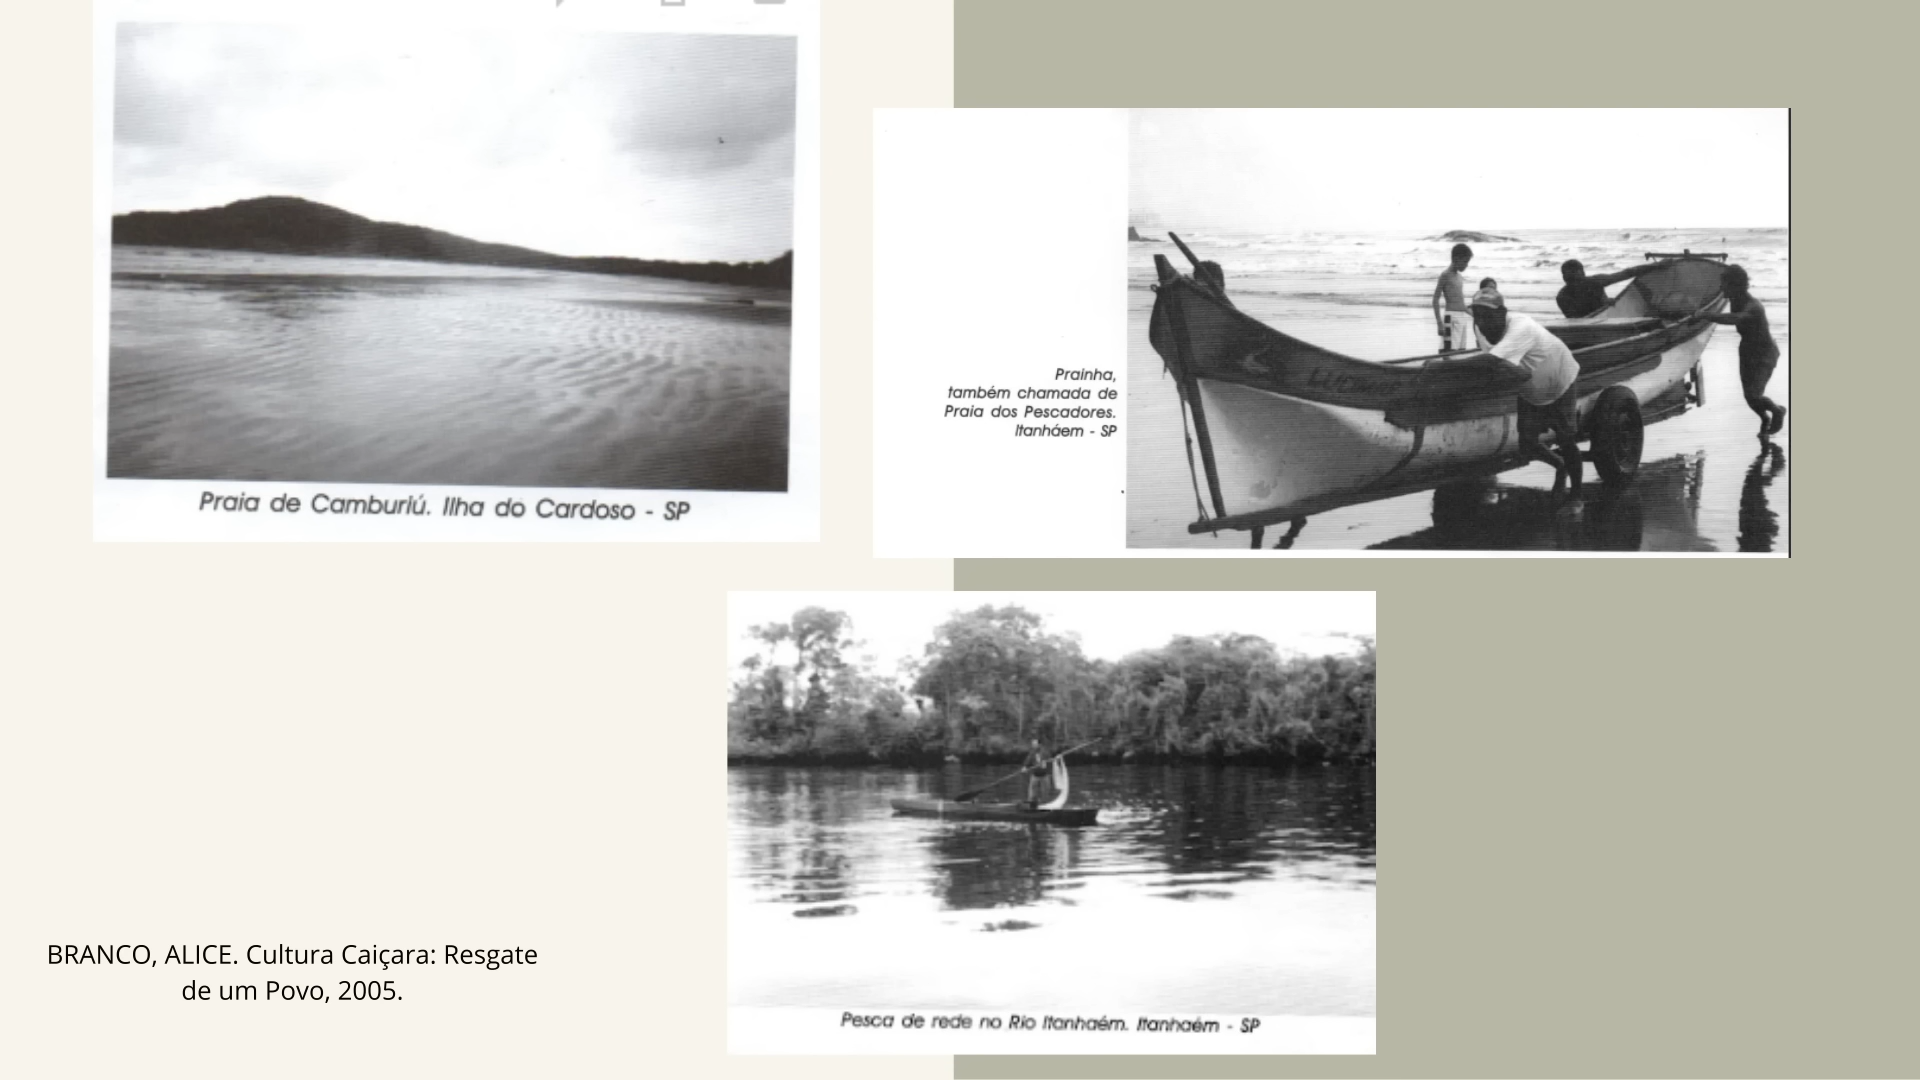 Praia de Camburiú. Ilha do Cardoso - SP
Prainha,
também chamada de
Praia dos Pescadores.
Itanháem - SP
Pesca de rede no Rio Itanhaém. Itanhaém - SP
BRANCO, ALICE. Cultura Caiçara: Resgate
de um Povo, 2005.